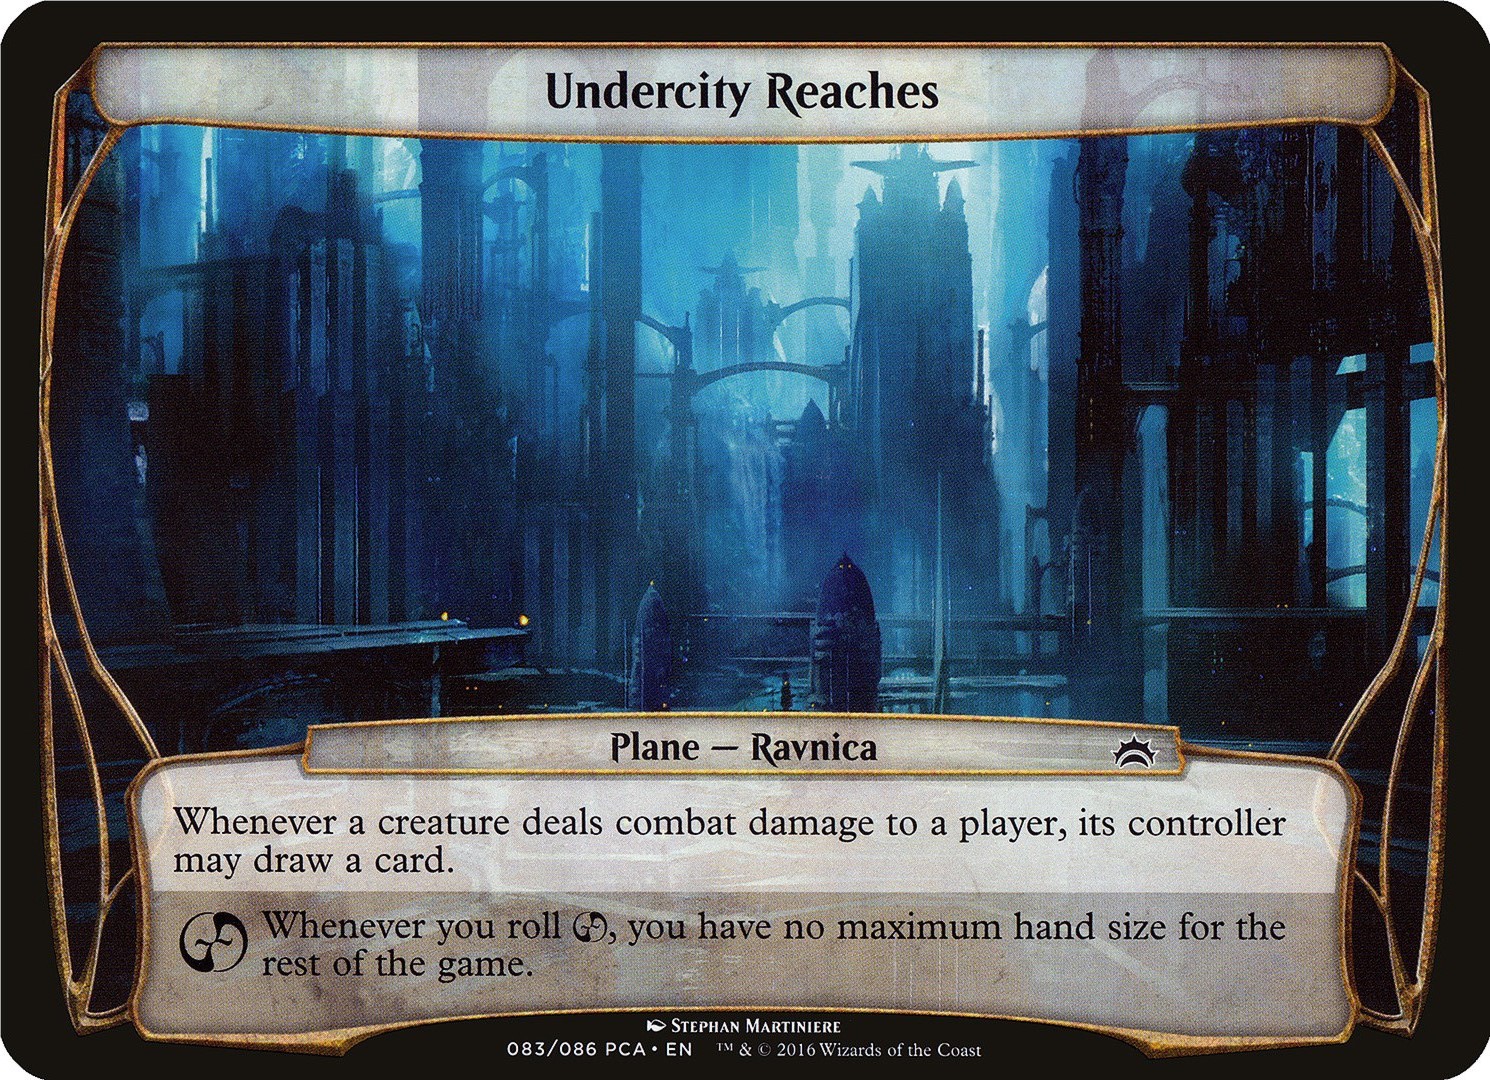 Undercity Reaches
Plane — Ravnica
Whenever a creature deals combat damage to a player, its controller
may draw a card.
Whenever you roll , you have no maximum hand size for the
rest of the game.
Stephan Martiniere
083/086 PCA • EN ™ & © 2016 Wizards of the Coast